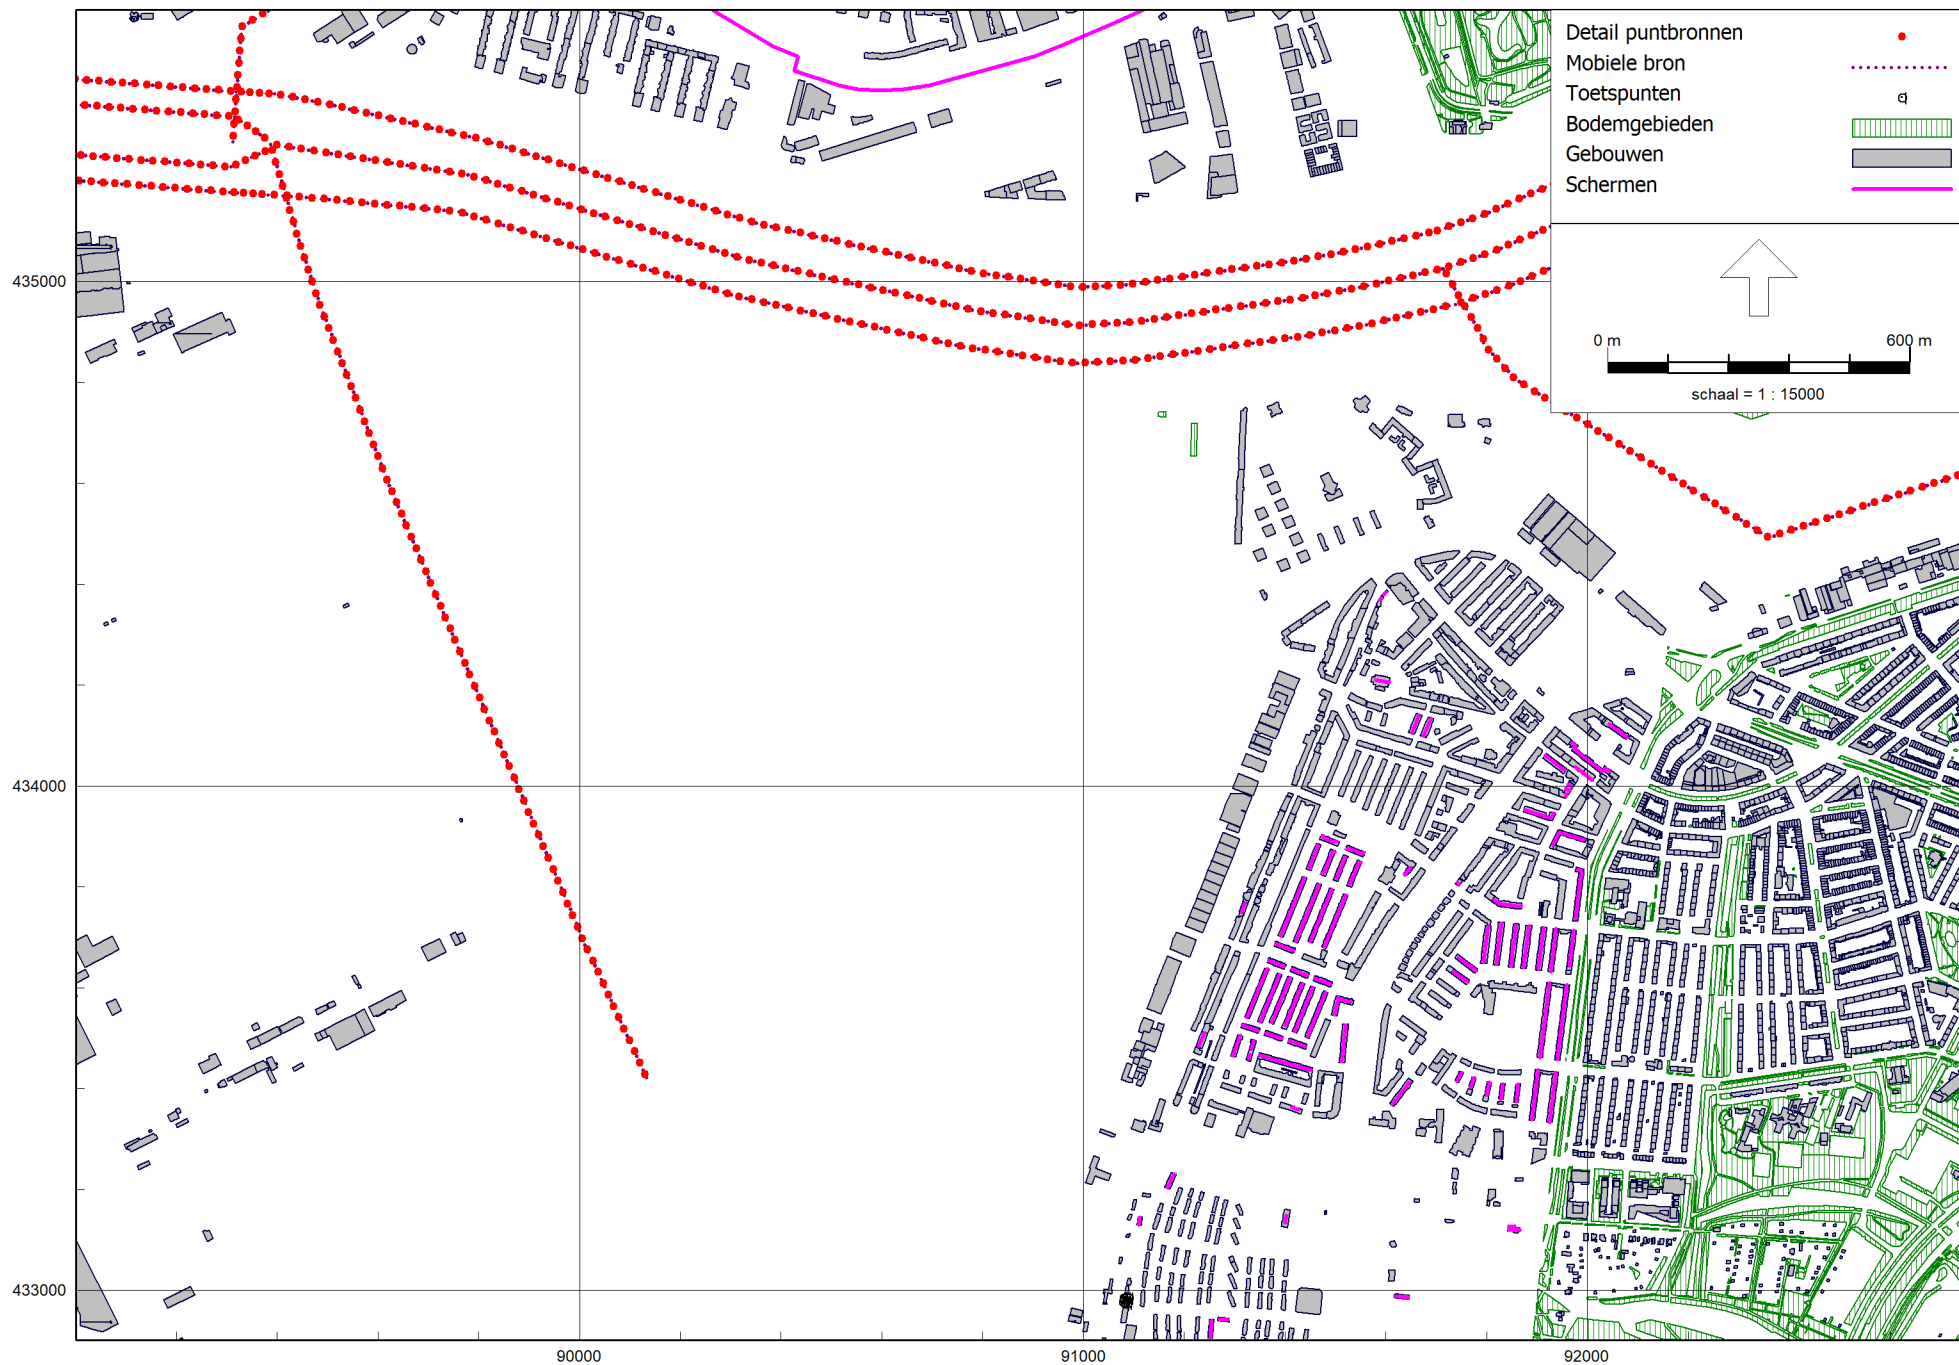 Detail puntbronnen
Mobiele bron
Toetspunten
Bodemgebieden
Gebouwen
Schermen
0 m 600 m
schaal = 1 : 15000
435000
434000
433000
90000 91000 92000